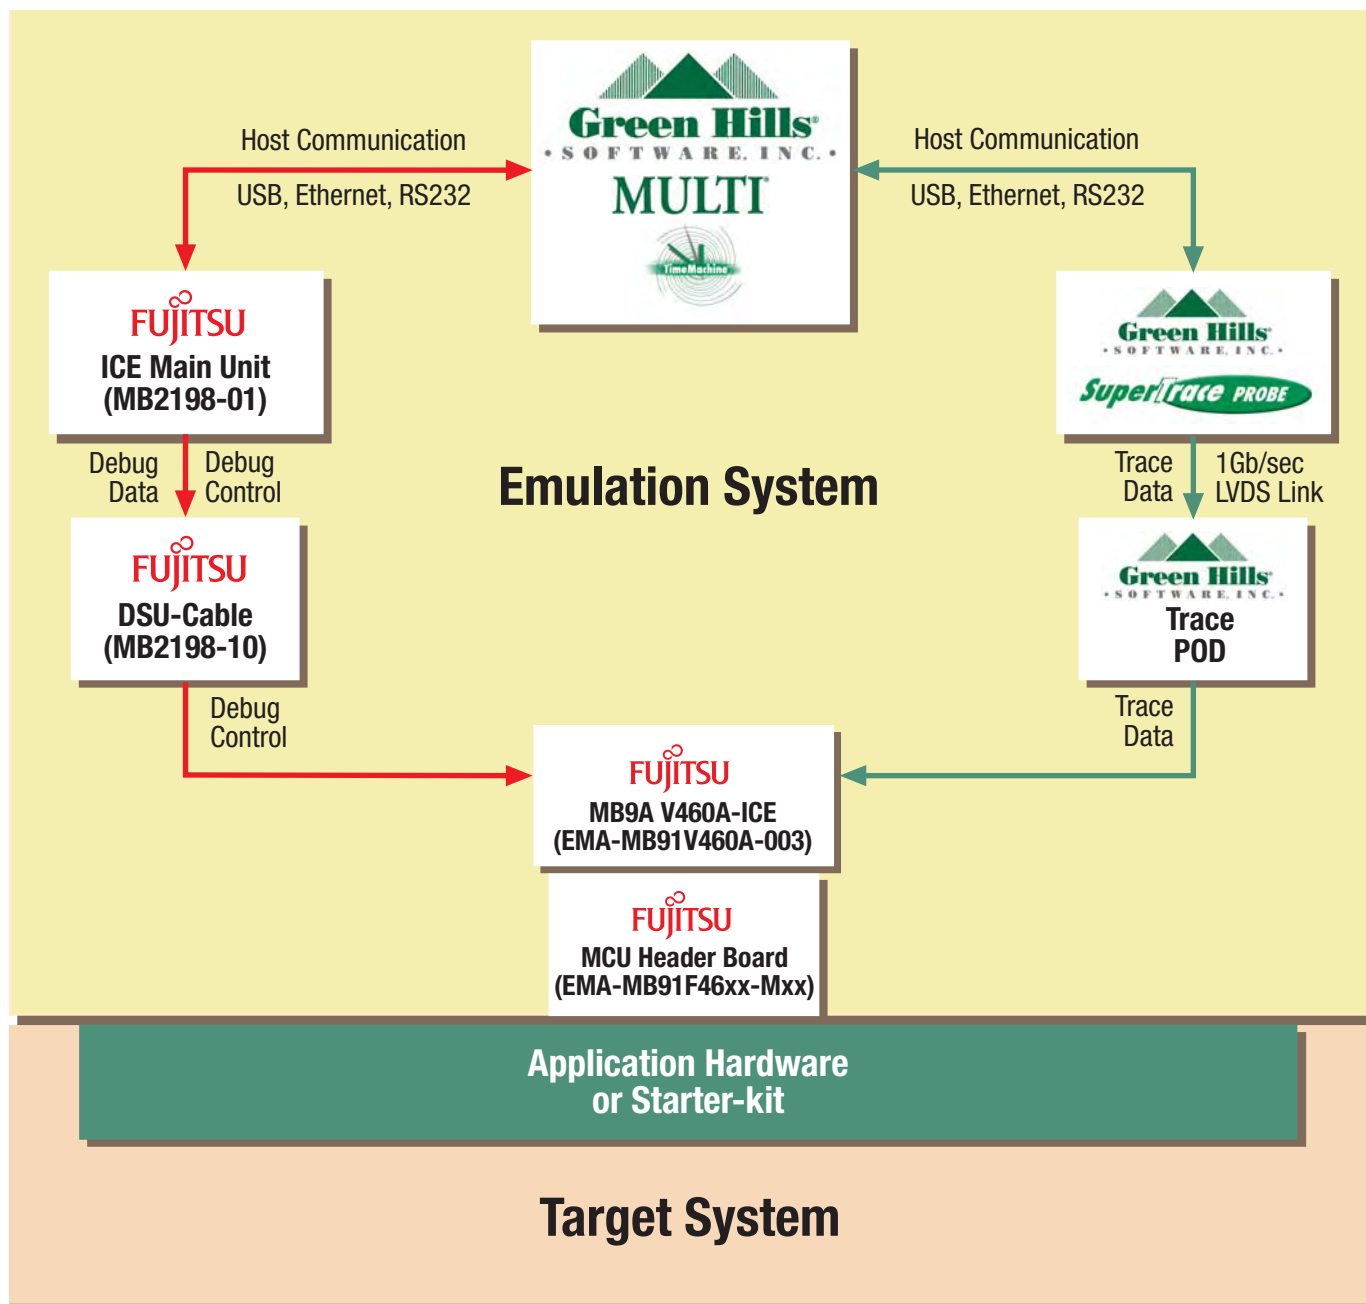 Green Hills®
• SOFTWARE, INC. •
MULTI®
TimeMachine
Host Communication
USB, Ethernet, RS232
Host Communication
USB, Ethernet, RS232
FUJITSU
ICE Main Unit
(MB2198-01)
Green Hills®
• SOFTWARE, INC. •
SuperTrace PROBE
Debug
Data
Debug
Control
Emulation System
Trace
Data
1Gb/sec
LVDS Link
FUJITSU
DSU-Cable
(MB2198-10)
Green Hills®
• SOFTWARE, INC. •
Trace
POD
Debug
Control
Trace
Data
FUJITSU
MB9A V460A-ICE
(EMA-MB91V460A-003)
FUJITSU
MCU Header Board
(EMA-MB91F46xx-Mxx)
Application Hardware
or Starter-kit
Target System